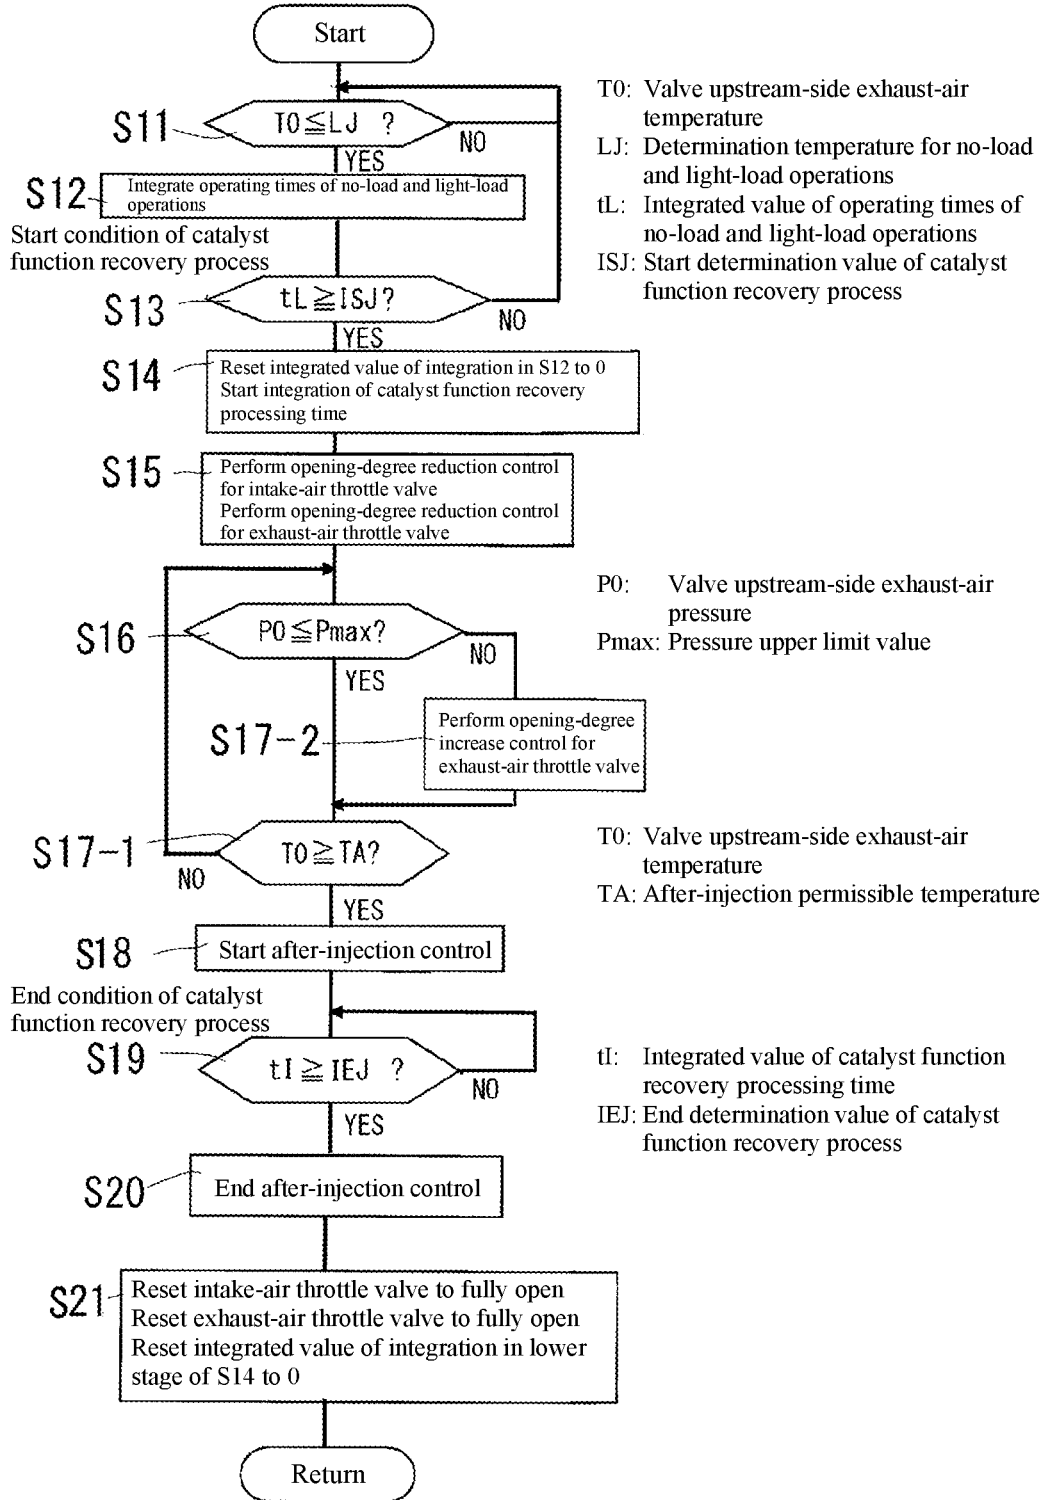 Start
S11
T0≦LJ ?
NO
YES
S12
Integrate operating times of no-load and light-load
operations
Start condition of catalyst
function recovery process
S13
tL≧ISJ?
NO
YES
T0: Valve upstream-side exhaust-air
temperature
LJ: Determination temperature for no-load
and light-load operations
tL: Integrated value of operating times of
no-load and light-load operations
ISJ: Start determination value of catalyst
function recovery process
S14
Reset integrated value of integration in S12 to 0
Start integration of catalyst function recovery
processing time
S15
Perform opening-degree reduction control
for intake-air throttle valve
Perform opening-degree reduction control
for exhaust-air throttle valve
S16
P0≦Pmax?
NO
YES
P0: Valve upstream-side exhaust-air
pressure
Pmax: Pressure upper limit value
S17-2
Perform opening-degree
increase control for
exhaust-air throttle valve
S17-1
T0≧TA?
NO
YES
T0: Valve upstream-side exhaust-air
temperature
TA: After-injection permissible temperature
S18
Start after-injection control
End condition of catalyst
function recovery process
S19
tI≧IEJ ?
NO
YES
tI: Integrated value of catalyst function
recovery processing time
IEJ: End determination value of catalyst
function recovery process
S20
End after-injection control
S21
Reset intake-air throttle valve to fully open
Reset exhaust-air throttle valve to fully open
Reset integrated value of integration in lower
stage of S14 to 0
Return